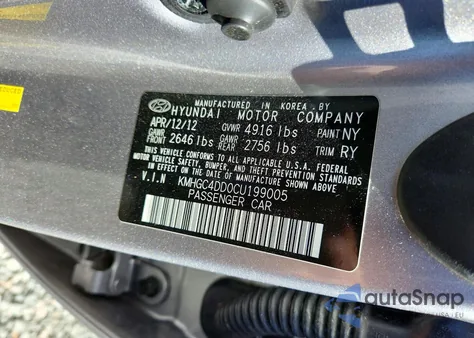 MANUFACTURED IN KOREA BY
HYUNDAI MOTOR COMPANY
APR/12/12 GVWR 4916 lbs PAINT NY
GAWR FRONT 2646 lbs GAWR REAR 2756 lbs TRIM RY
THIS VEHICLE CONFORMS TO ALL APPLICABLE U.S.A. FEDERAL
MOTOR VEHICLE SAFETY, BUMPER, AND THEFT PREVENTION STANDARDS
IN EFFECT ON THE DATE OF MANUFACTURE SHOWN ABOVE.
V.I.N KMHGC4DD0CU199005
PASSENGER CAR
autaSnap